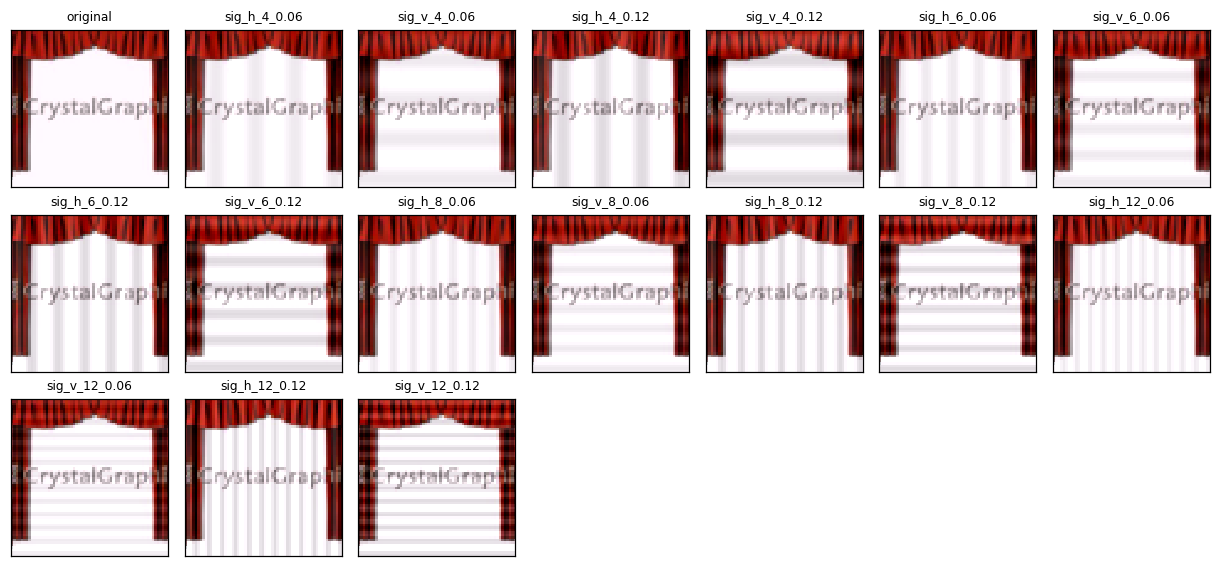 original sig_h_4_0.06 sig_v_4_0.06 sig_h_4_0.12 sig_v_4_0.12 sig_h_6_0.06 sig_v_6_0.06
CrystalGraphi CrystalGraphi CrystalGraphi CrystalGraphi CrystalGraphi CrystalGraphi CrystalGraphi
sig_h_6_0.12 sig_v_6_0.12 sig_h_8_0.06 sig_v_8_0.06 sig_h_8_0.12 sig_v_8_0.12 sig_h_12_0.06
CrystalGraphi CrystalGraphi CrystalGraphi CrystalGraphi CrystalGraphi CrystalGraphi CrystalGraphi
sig_v_12_0.06 sig_h_12_0.12 sig_v_12_0.12
CrystalGraphi CrystalGraphi CrystalGraphi